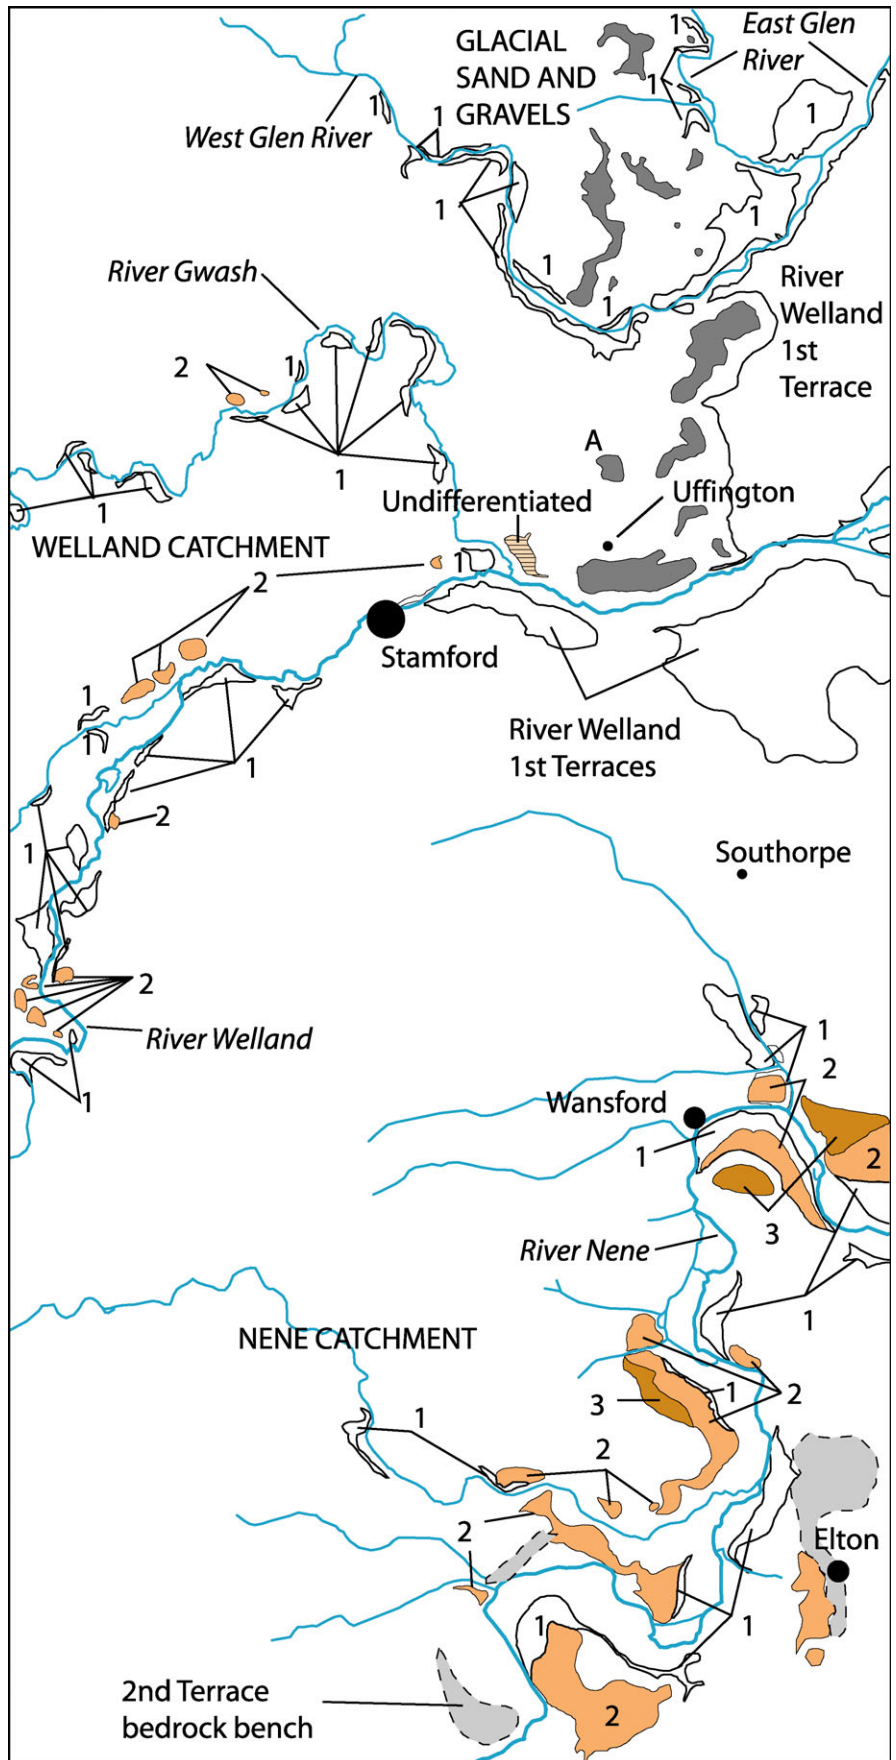 1
East Glen
River
GLACIAL
SAND AND
GRAVELS
1
1
1
1
West Glen River
1
1
1
River Gwash
1
1
River
Welland
1st
Terrace
2
1
A
1
1
Undifferentiated
Uffington
WELLAND CATCHMENT
1
2
Stamford
1
1
River Welland
1st Terraces
1
2
1
Southorpe
2
River Welland
1
2
1
Wansford
1
2
3
River Nene
1
NENE CATCHMENT
1
2
3
1
2
2
Elton
1
1
2nd Terrace
bedrock bench
2